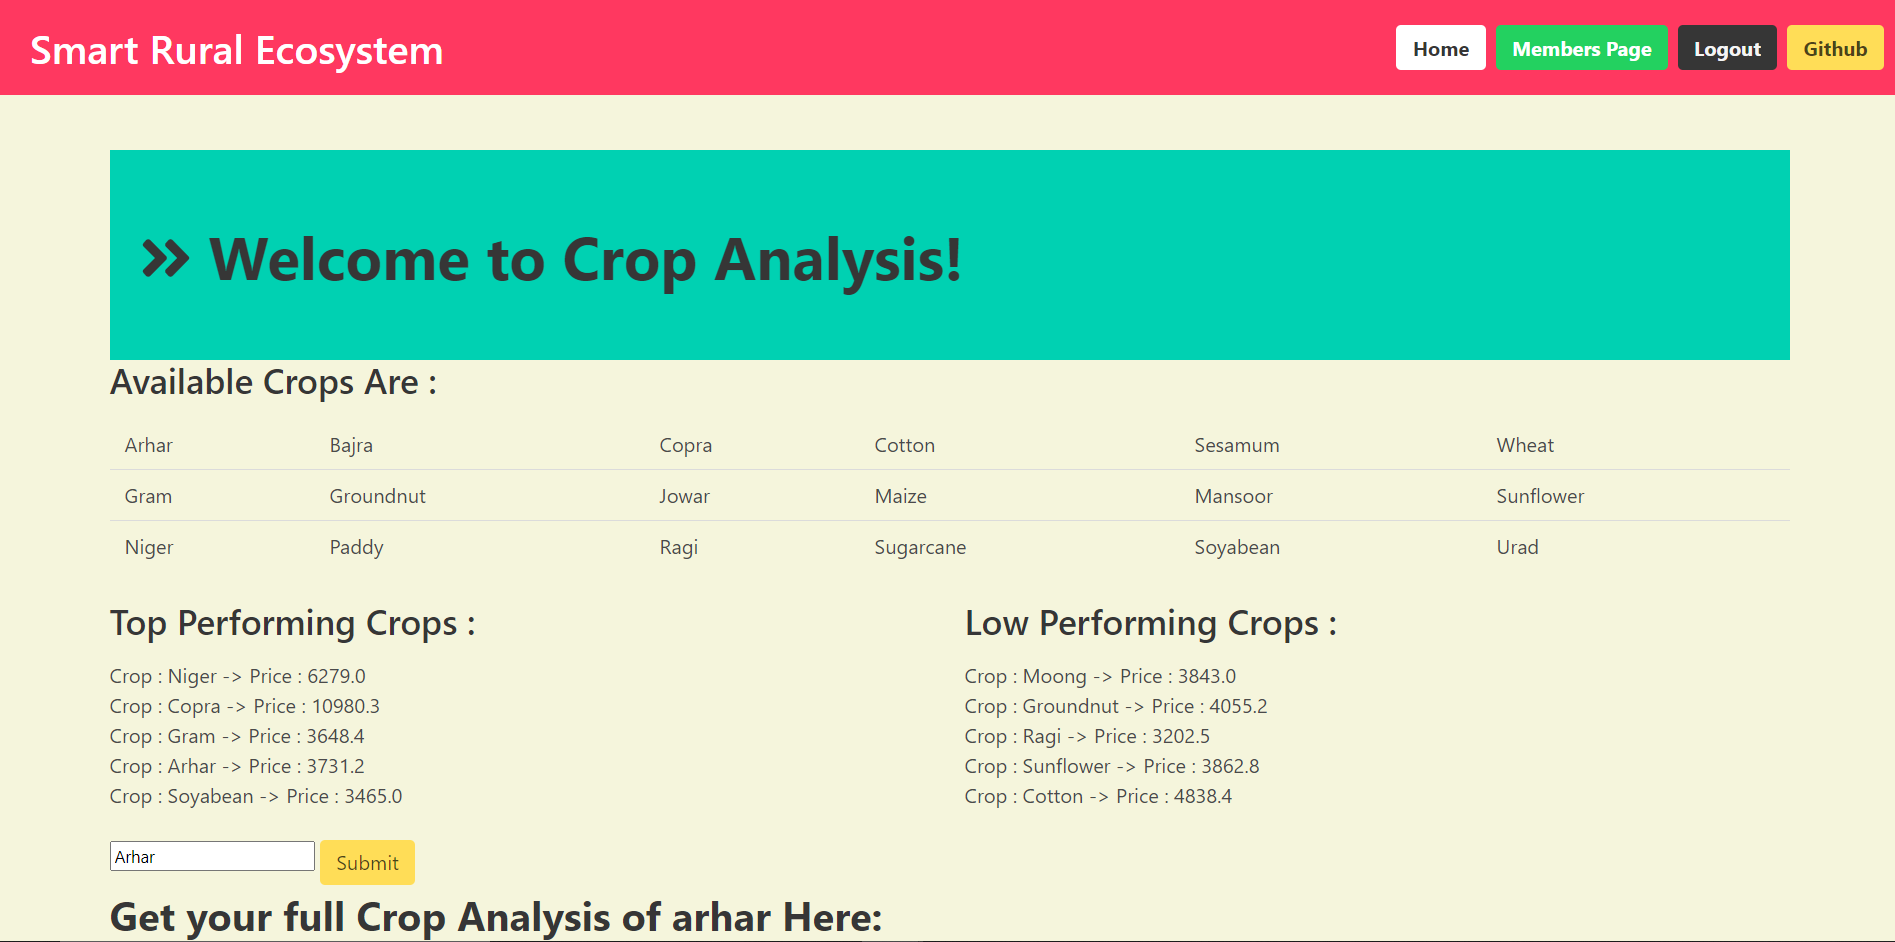 Smart Rural Ecosystem Home Members Page Logout Github
Welcome to Crop Analysis!
Available Crops Are :
Arhar Bajra Copra Cotton Sesamum Wheat
Gram Groundnut Jowar Maize Mansoor Sunflower
Niger Paddy Ragi Sugarcane Soyabean Urad
Top Performing Crops :
Crop : Niger -> Price : 6279.0
Crop : Copra -> Price : 10980.3
Crop : Gram -> Price : 3648.4
Crop : Arhar -> Price : 3731.2
Crop : Soyabean -> Price : 3465.0
Low Performing Crops :
Crop : Moong -> Price : 3843.0
Crop : Groundnut -> Price : 4055.2
Crop : Ragi -> Price : 3202.5
Crop : Sunflower -> Price : 3862.8
Crop : Cotton -> Price : 4838.4
Arhar Submit
Get your full Crop Analysis of arhar Here: